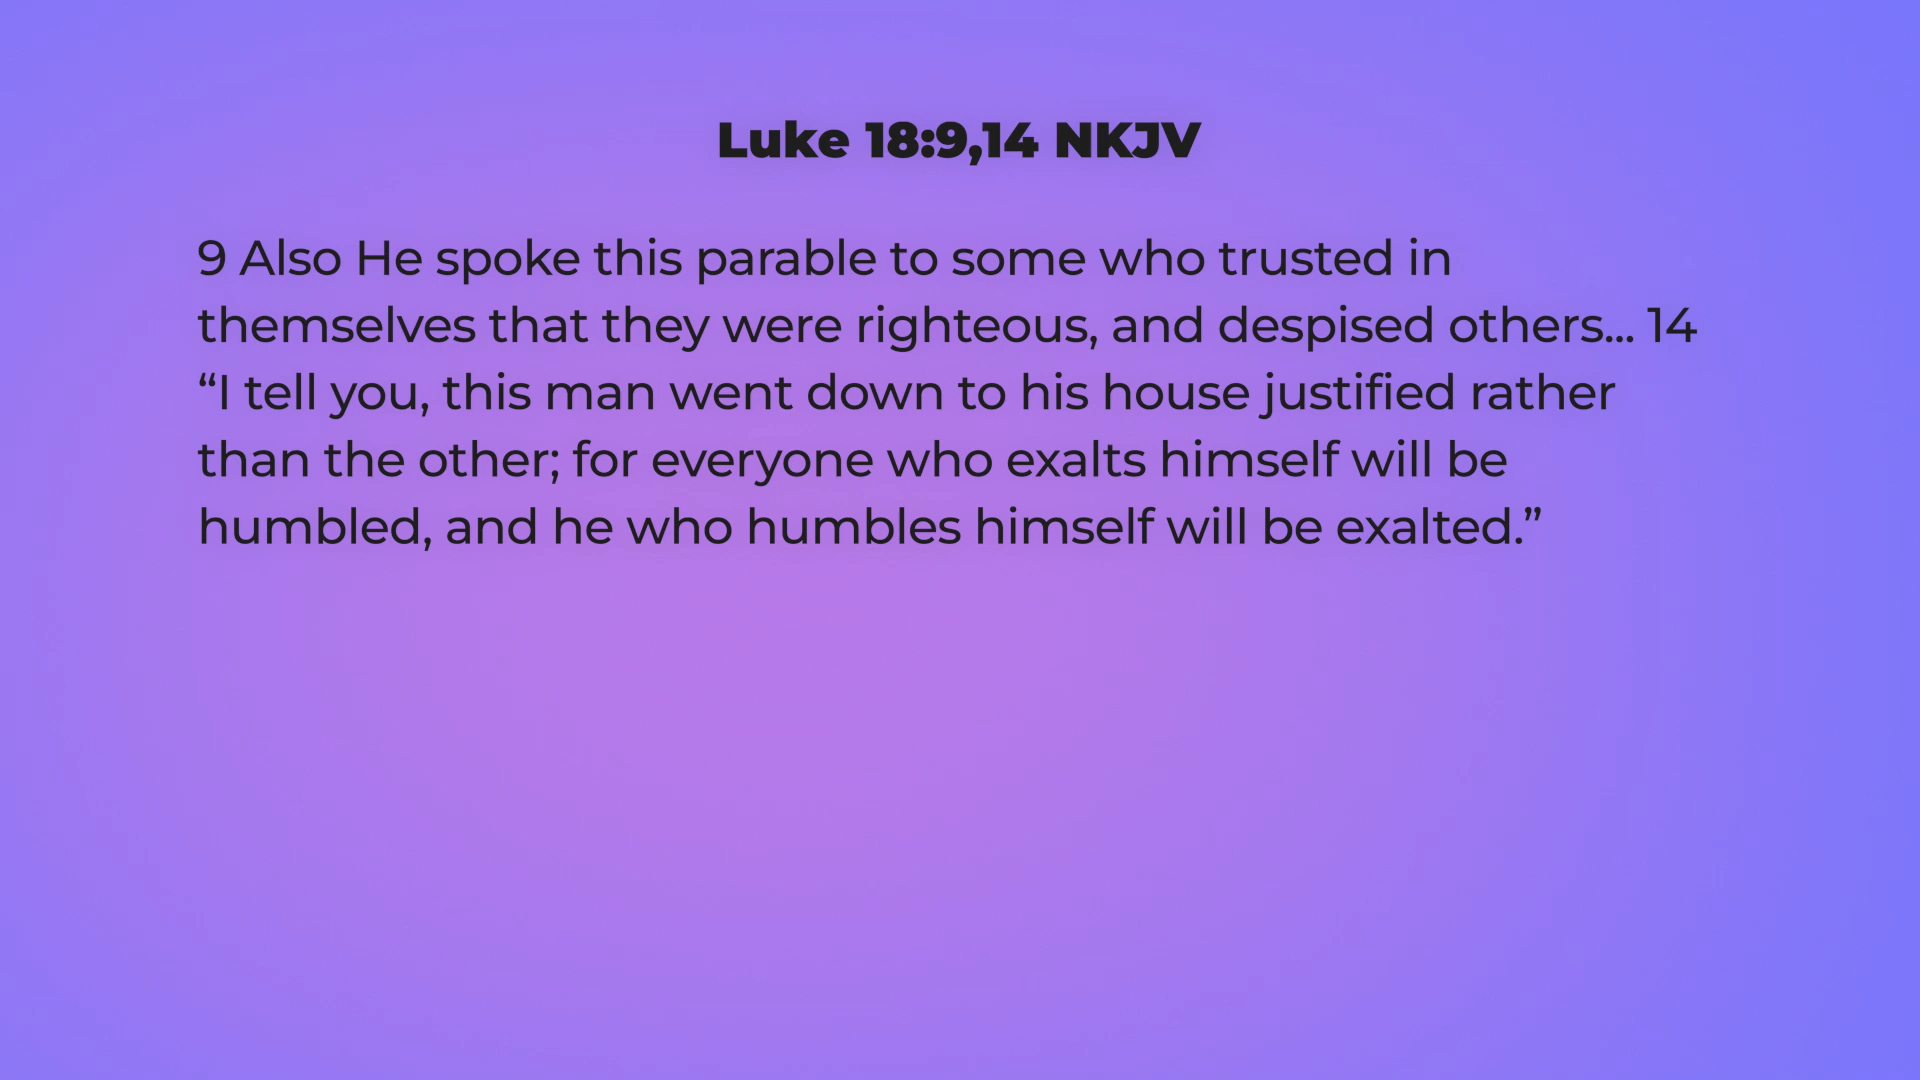 Luke 18:9,14 NKJV
9 Also He spoke this parable to some who trusted in
themselves that they were righteous, and despised others... 14
“I tell you, this man went down to his house justified rather
than the other; for everyone who exalts himself will be
humbled, and he who humbles himself will be exalted.”